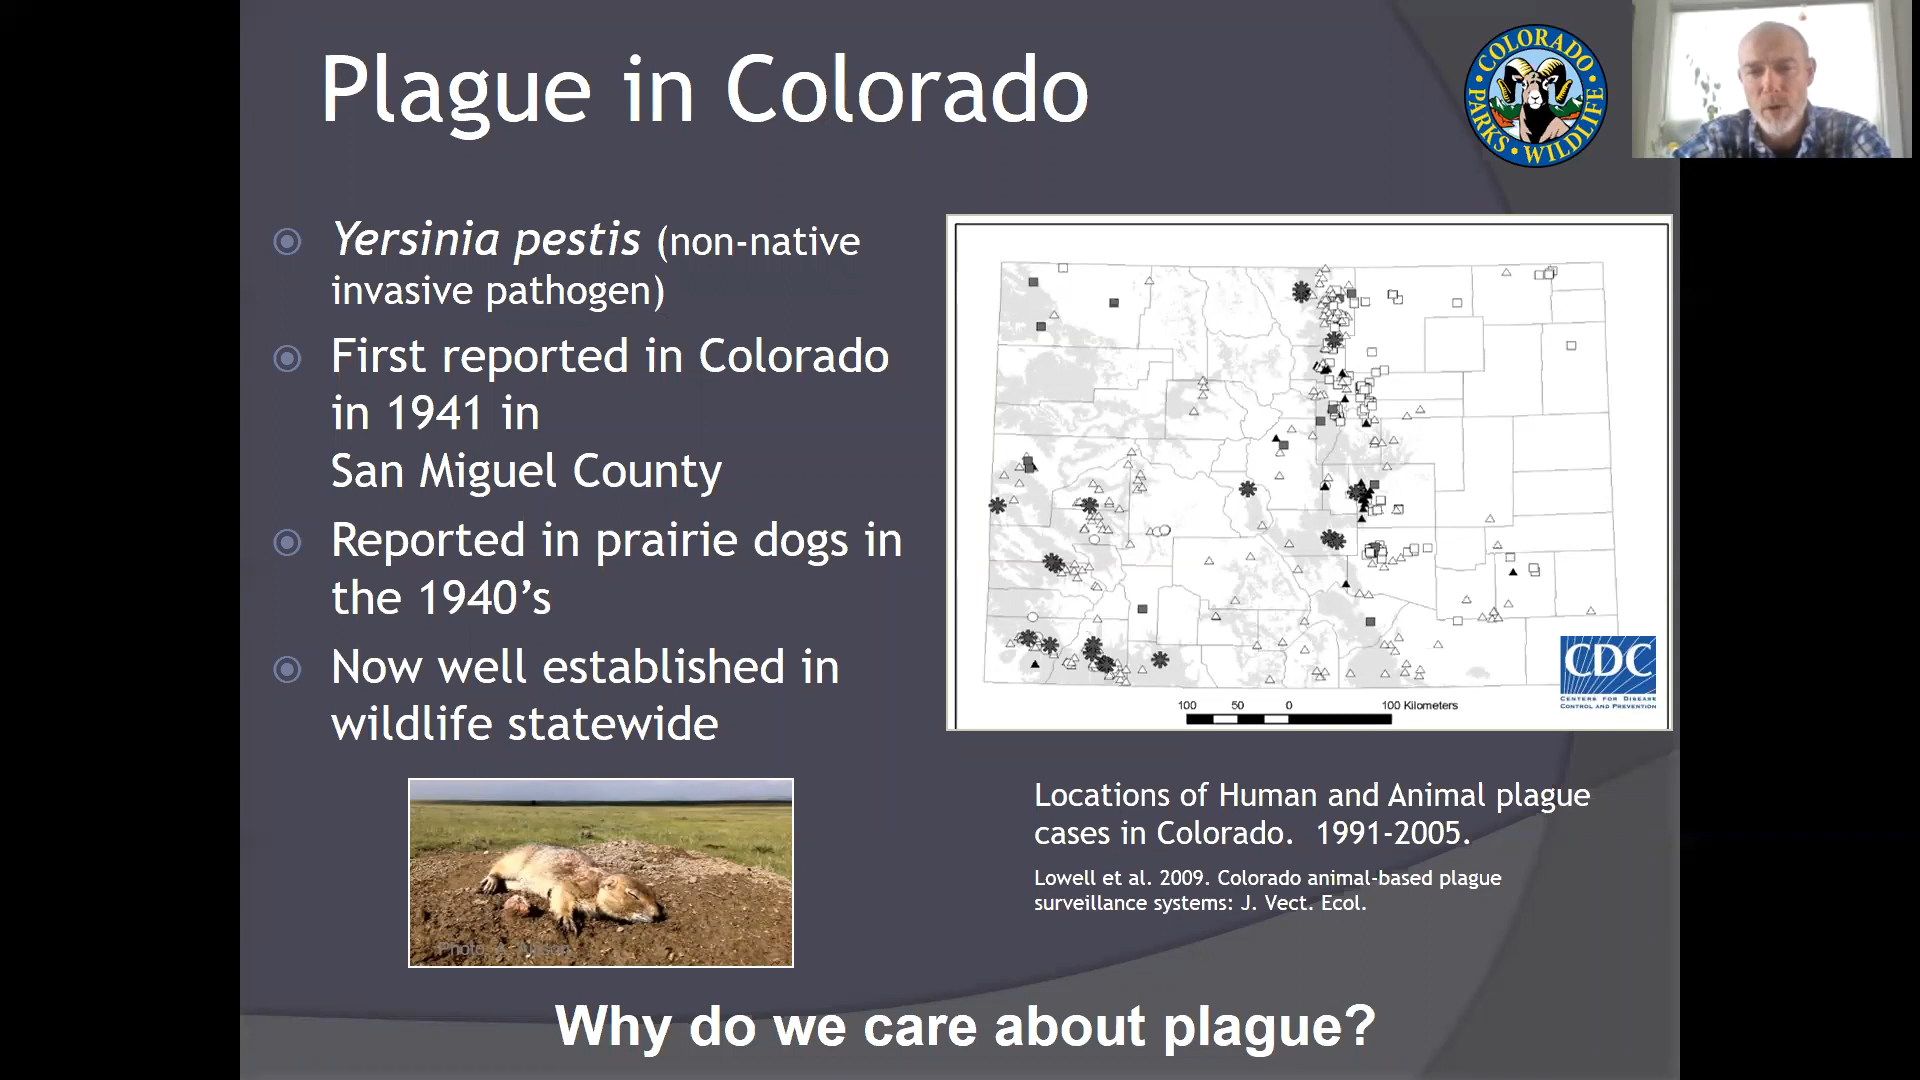 Plague in Colorado
COLORADO
PARKS • WILDLIFE
Yersinia pestis (non-native
invasive pathogen)
First reported in Colorado
in 1941 in
San Miguel County
Reported in prairie dogs in
the 1940’s
Now well established in
wildlife statewide
100 50 0 100 Kilometers
CDC
CENTERS FOR DISEASE
CONTROL AND PREVENTION
Locations of Human and Animal plague
cases in Colorado. 1991-2005.
Lowell et al. 2009. Colorado animal-based plague
surveillance systems: J. Vect. Ecol.
Photo
Why do we care about plague?